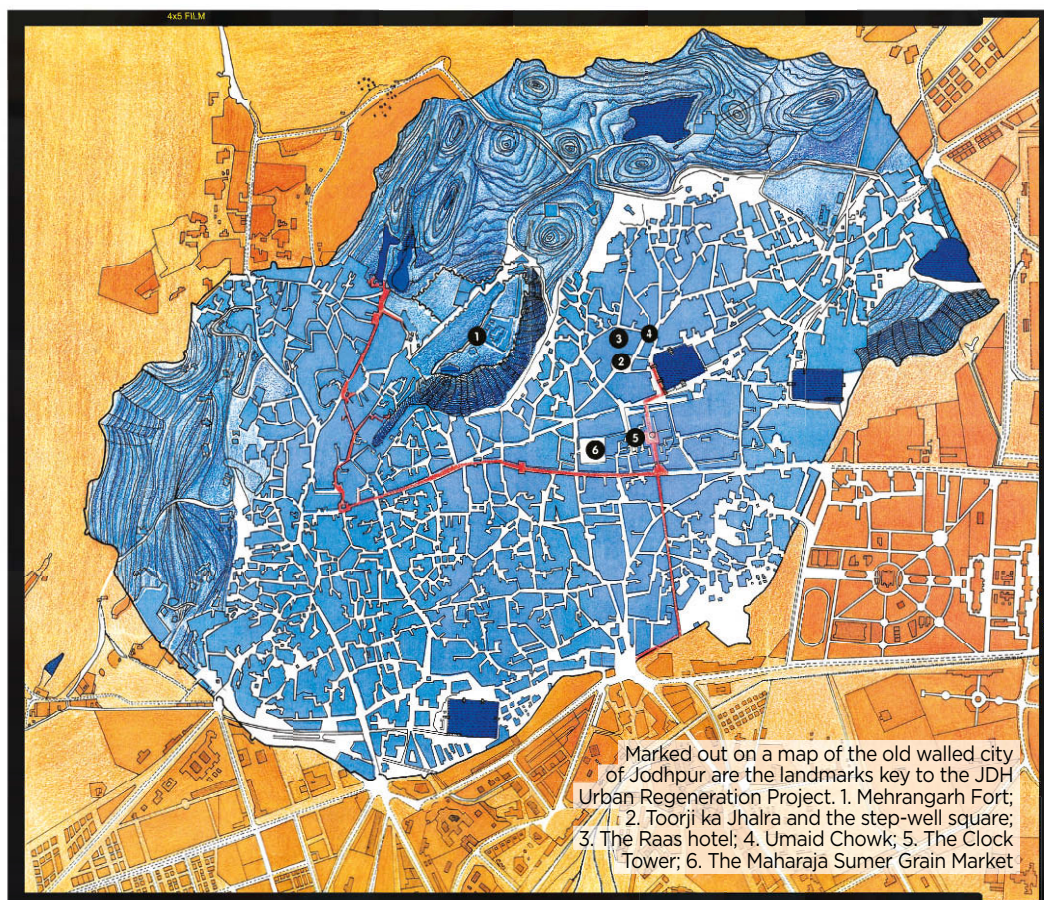 4x5 FILM
1
3
4
2
5
6
Marked out on a map of the old walled city
of Jodhpur are the landmarks key to the JDH
Urban Regeneration Project. 1. Mehrangarh Fort;
2. Toorji ka Jhalra and the step-well square;
3. The Raas hotel; 4. Umaid Chowk; 5. The Clock
Tower; 6. The Maharaja Sumer Grain Market